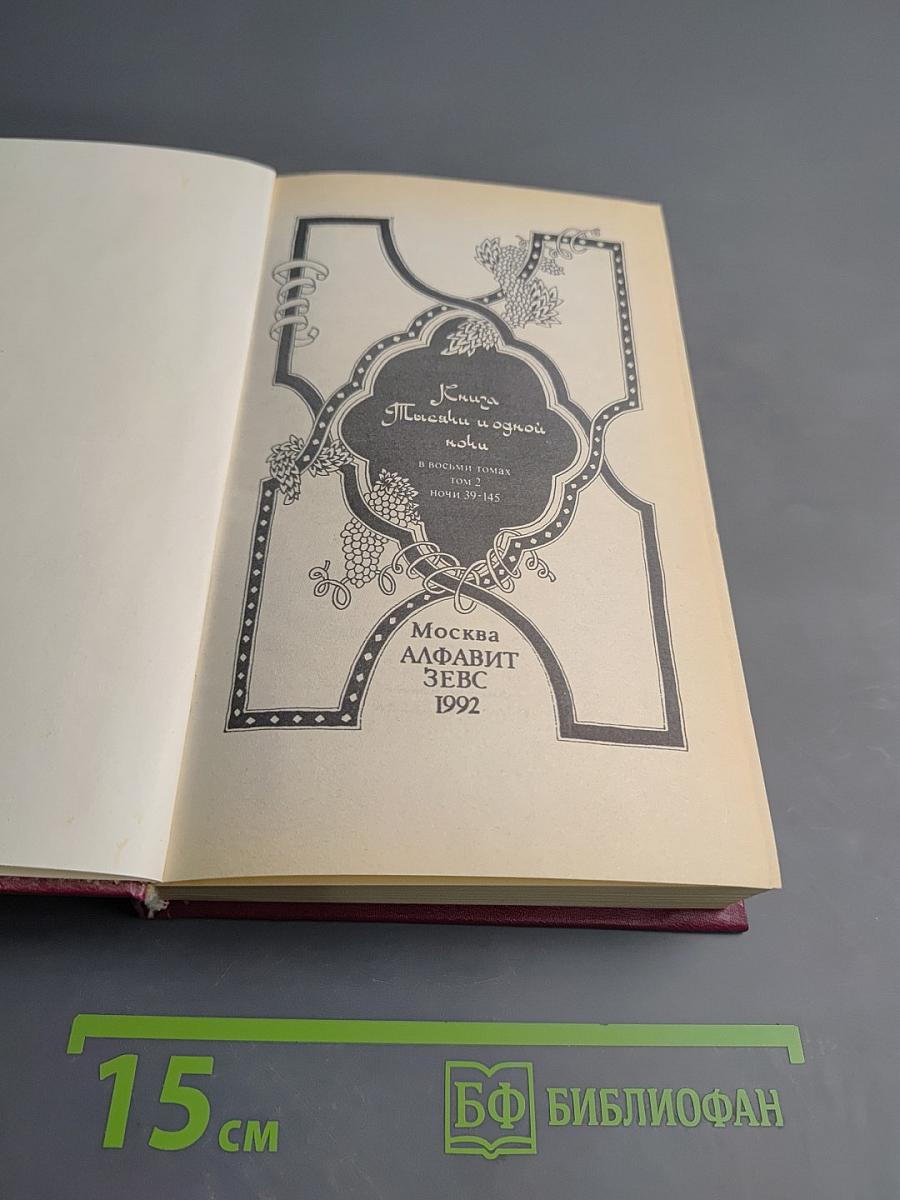 Книга
Тысячи и одной
ночи
в восьми томах
том 2
ночи 39-145
Москва
АЛФАВИТ
ЗЕВС
1992
15 см
БФ БИБЛИОФАН